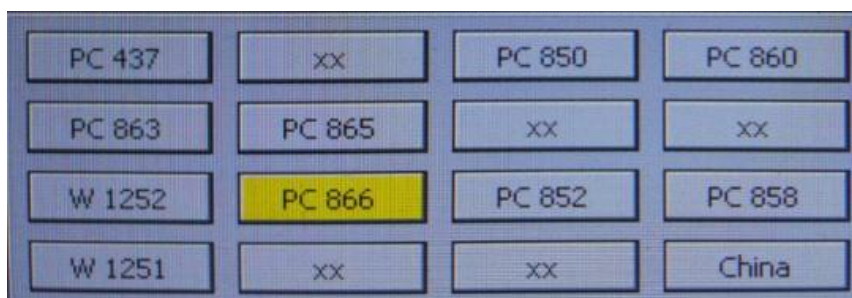 PC 437 xx PC 850 PC 860
PC 863 PC 865 xx xx
W 1252 PC 866 PC 852 PC 858
W 1251 xx xx China